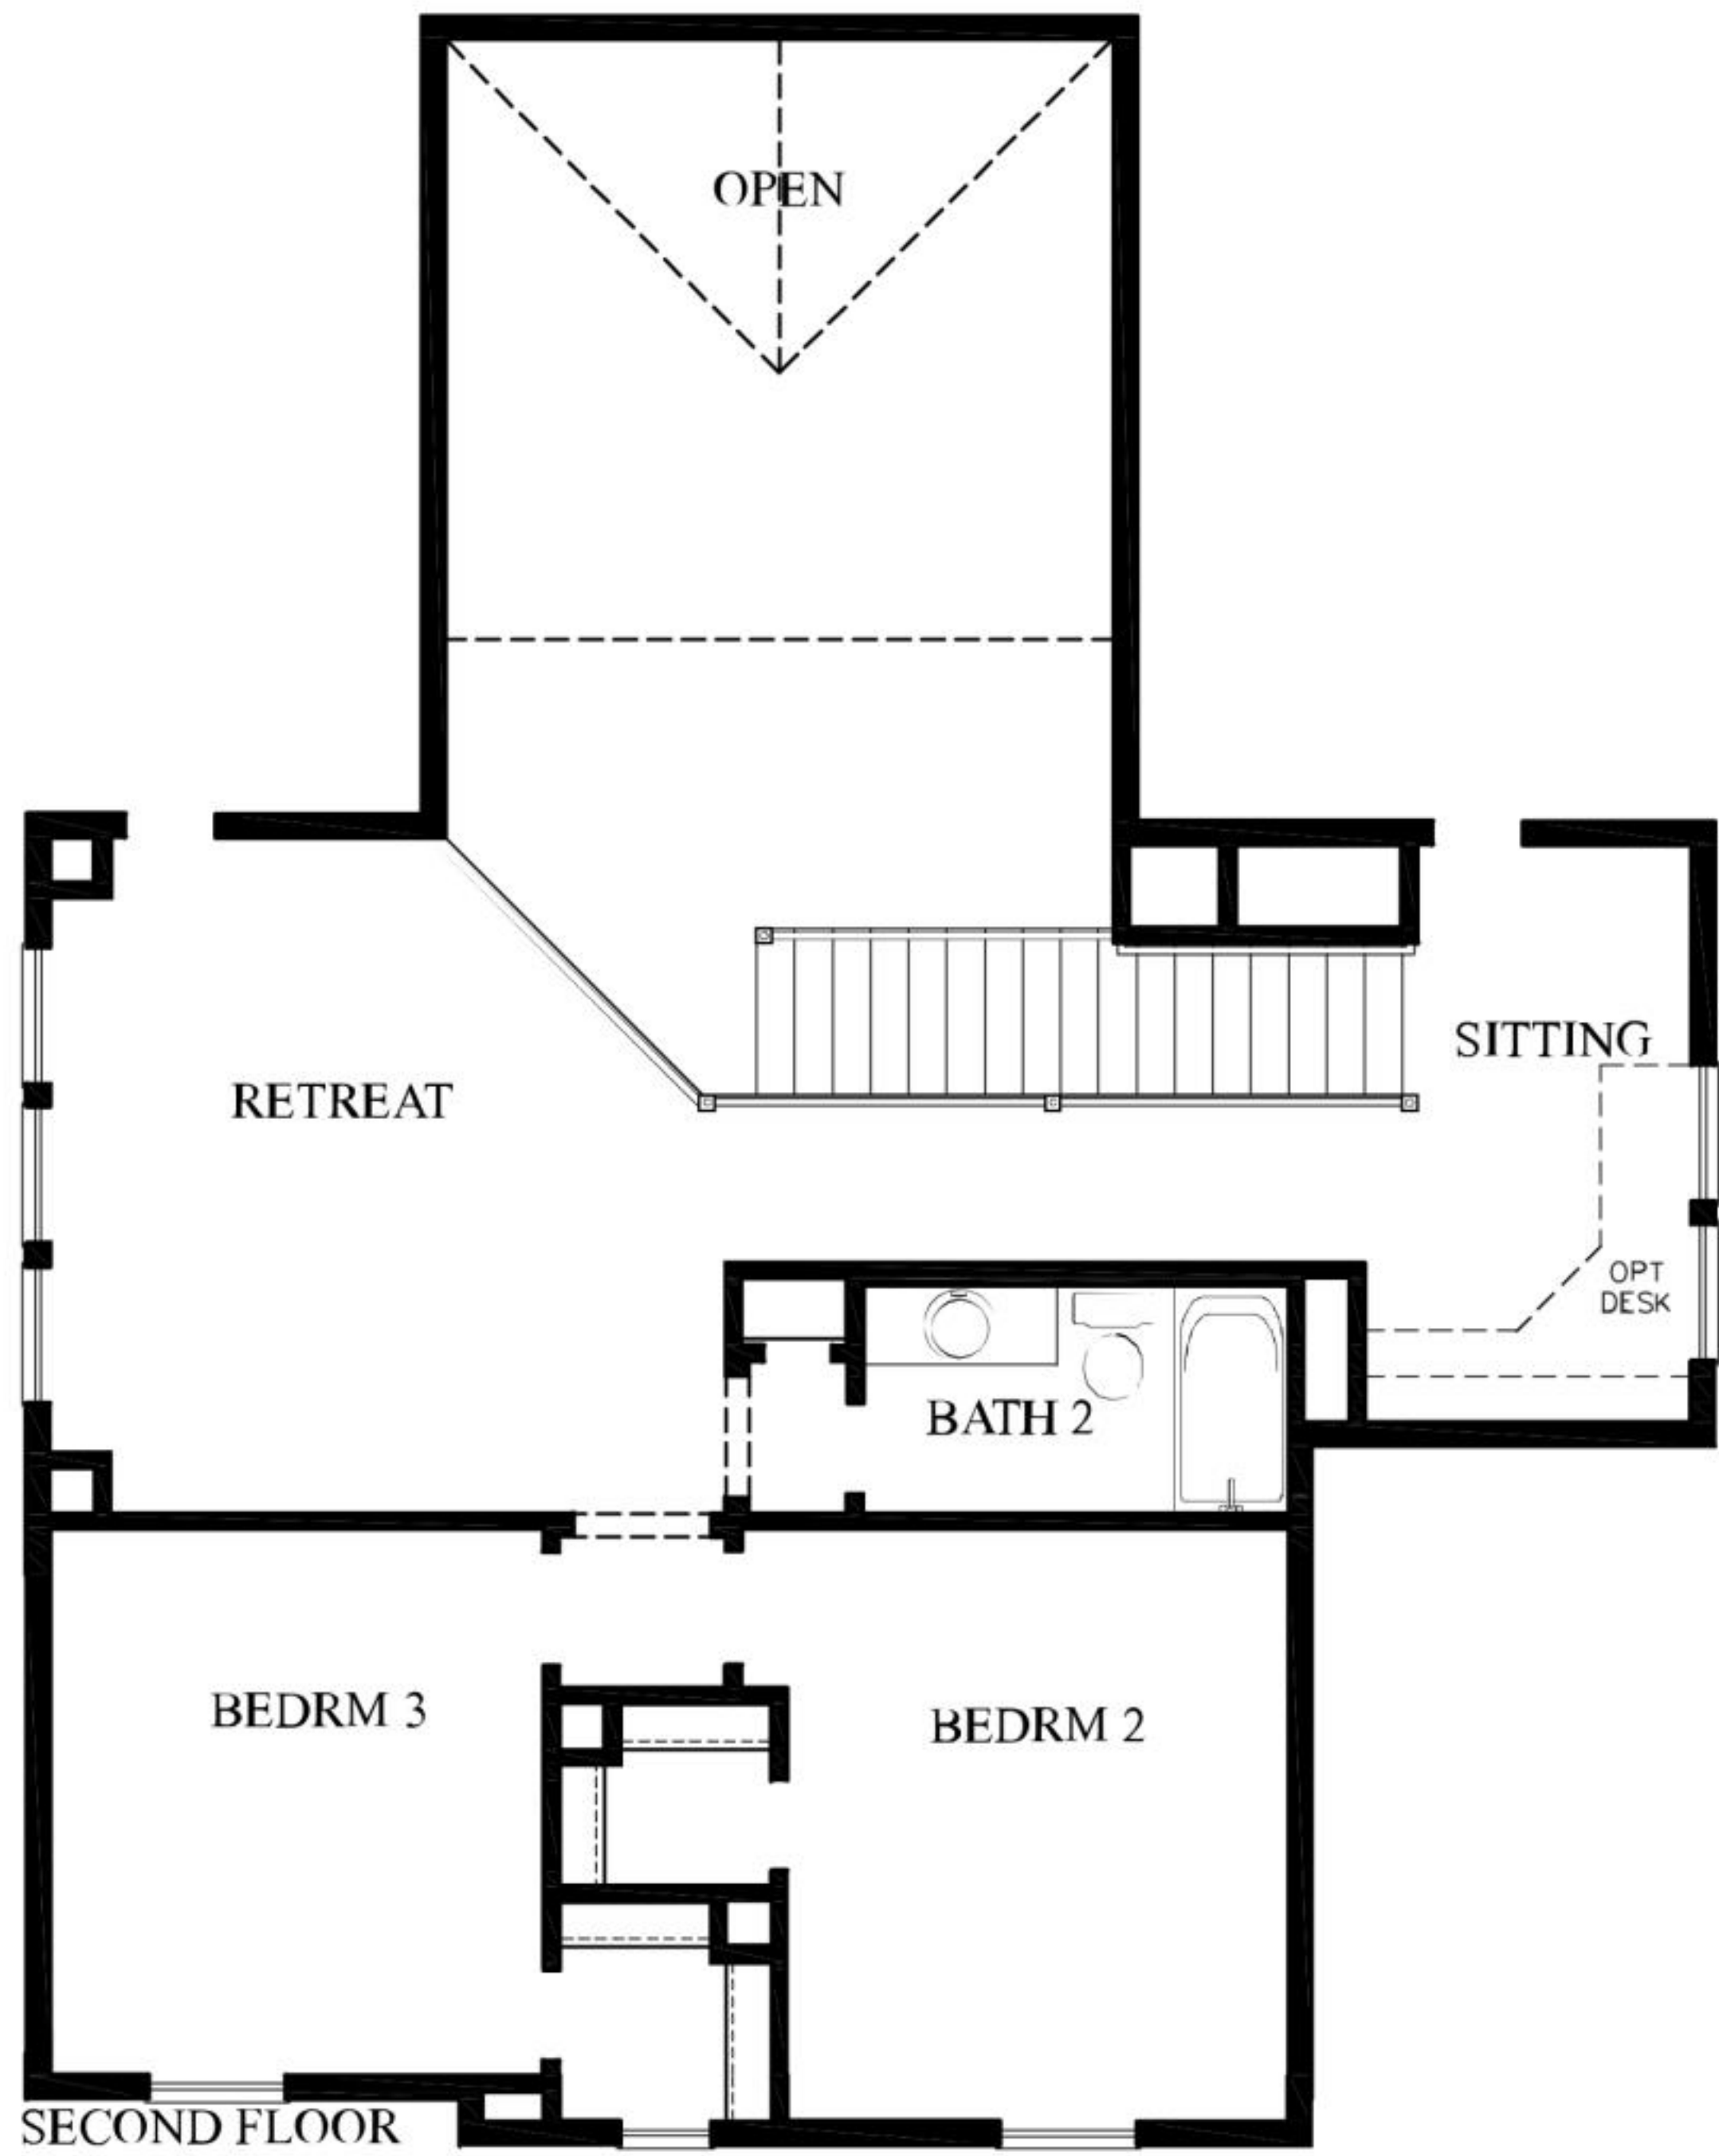 OPEN
SITTING
RETREAT
OPT
DESK
BATH 2
BEDRM 3
BEDRM 2
SECOND FLOOR